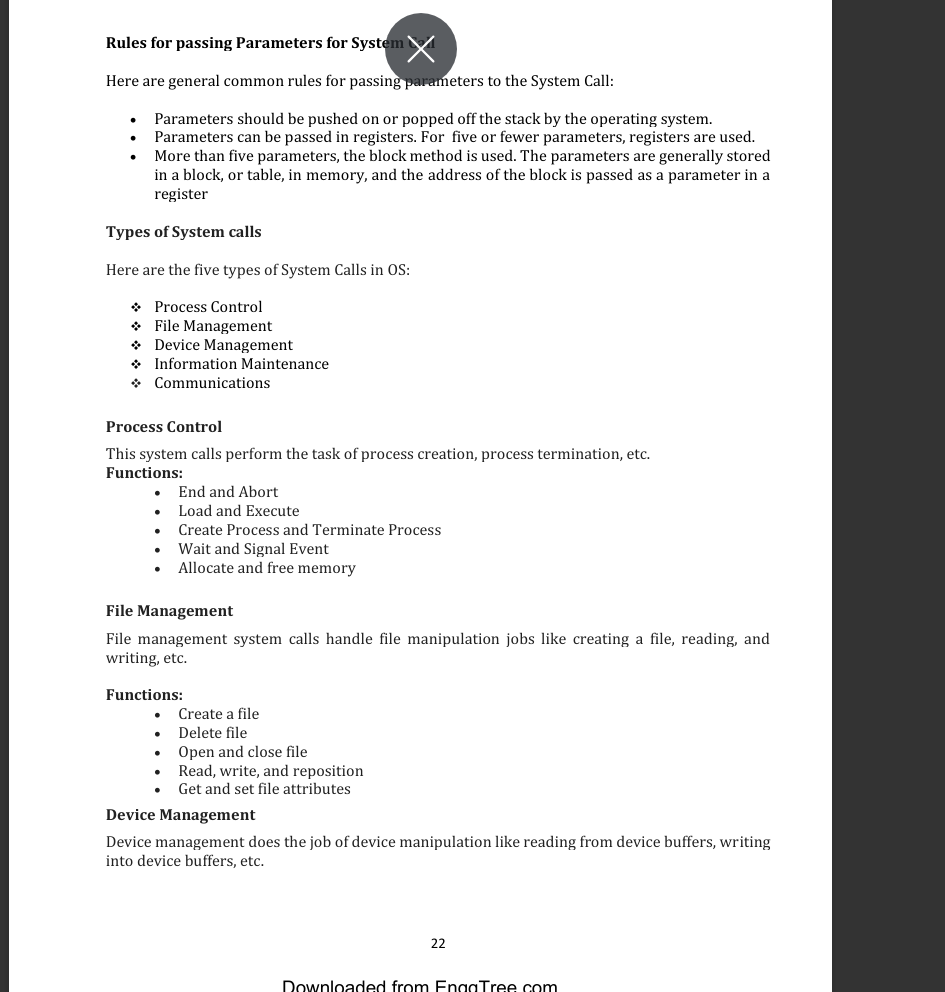 Rules for passing Parameters for System Call
Here are general common rules for passing parameters to the System Call:
• Parameters should be pushed on or popped off the stack by the operating system.
• Parameters can be passed in registers. For five or fewer parameters, registers are used.
• More than five parameters, the block method is used. The parameters are generally stored
in a block, or table, in memory, and the address of the block is passed as a parameter in a
register
Types of System calls
Here are the five types of System Calls in OS:
❖ Process Control
❖ File Management
❖ Device Management
❖ Information Maintenance
❖ Communications
Process Control
This system calls perform the task of process creation, process termination, etc.
Functions:
• End and Abort
• Load and Execute
• Create Process and Terminate Process
• Wait and Signal Event
• Allocate and free memory
File Management
File management system calls handle file manipulation jobs like creating a file, reading, and
writing, etc.
Functions:
• Create a file
• Delete file
• Open and close file
• Read, write, and reposition
• Get and set file attributes
Device Management
Device management does the job of device manipulation like reading from device buffers, writing
into device buffers, etc.
22
Downloaded from EnggTree.com